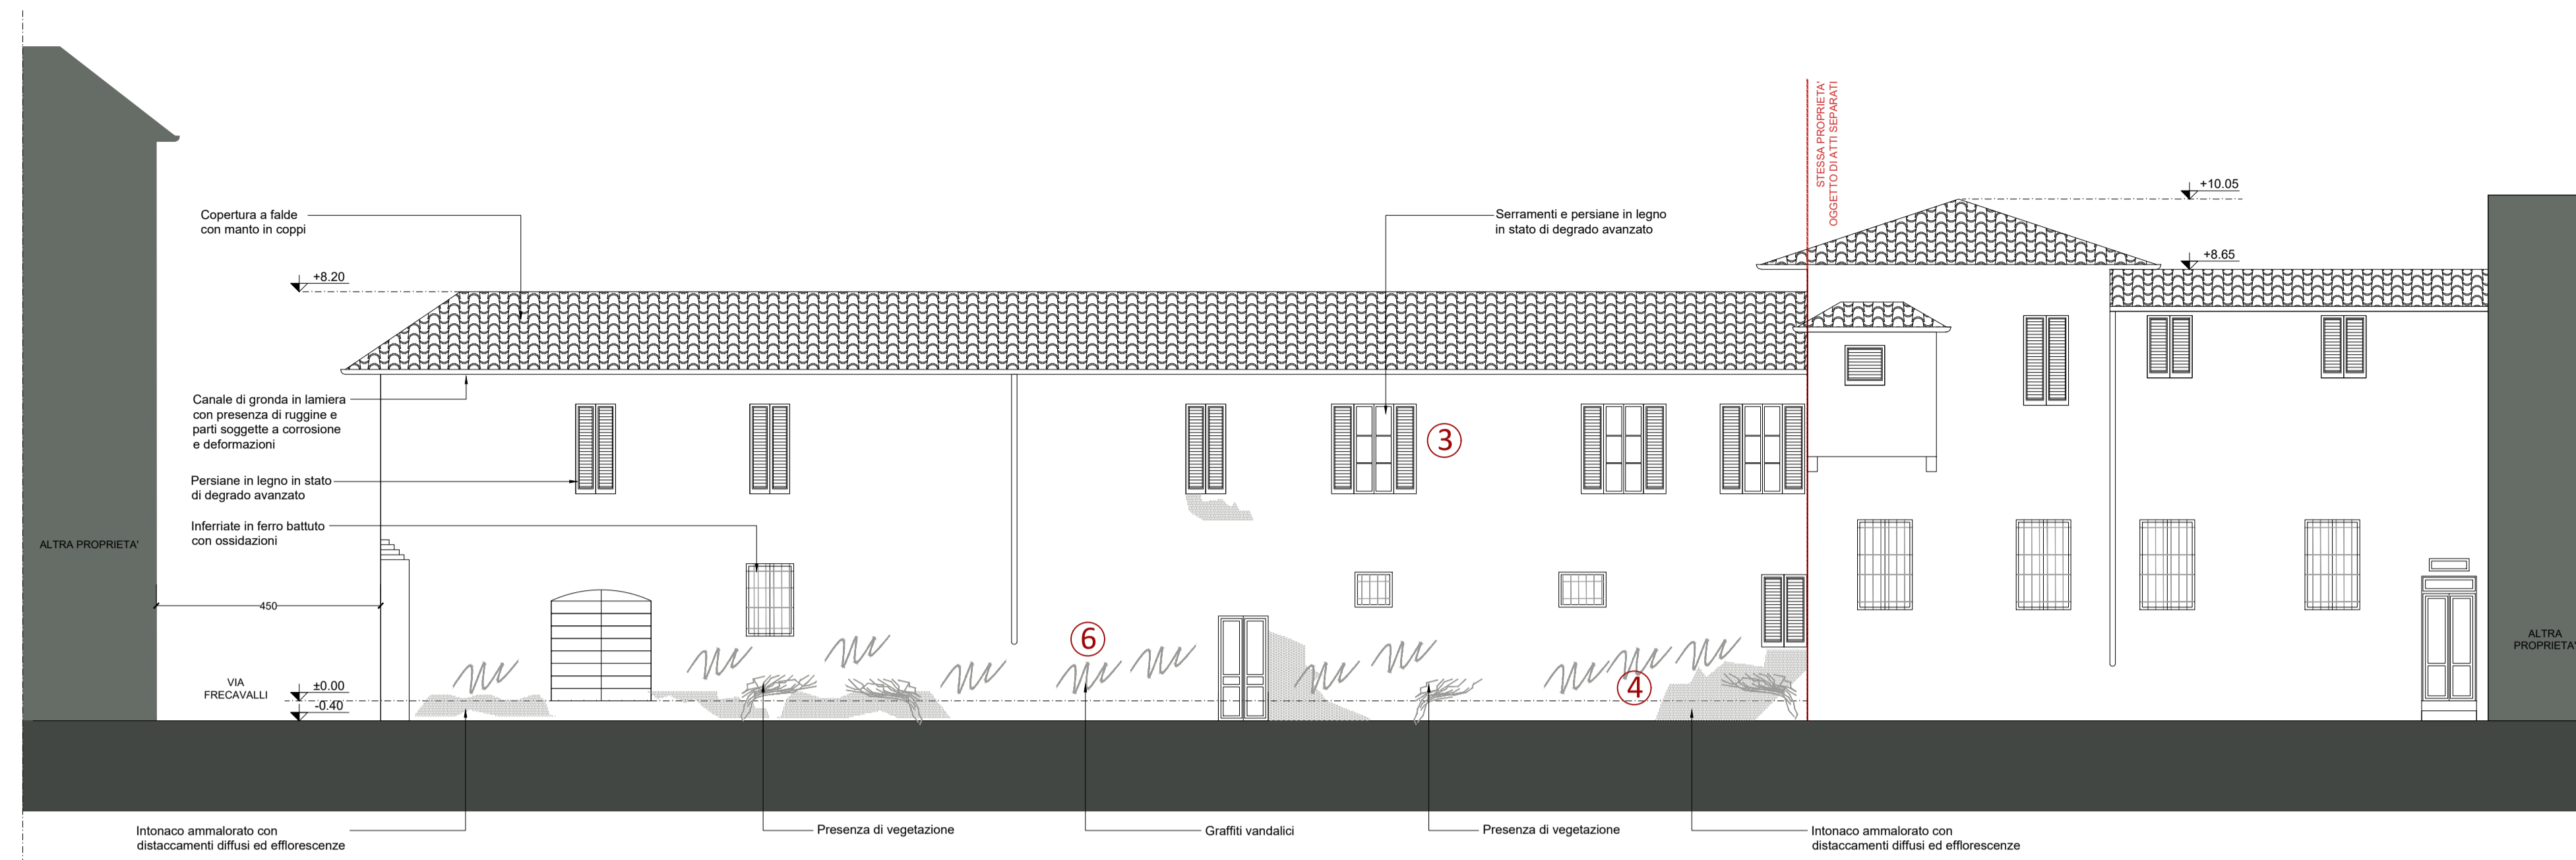 STESSA PROPRIETA'
OGGETTO DI ATTI SEPARATI
+10.05
Copertura a falde
con manto in coppi
Serramenti e persiane in legno
in stato di degrado avanzato
+8.65
+8.20
Canale di gronda in lamiera
con presenza di ruggine e
parti soggette a corrosione
e deformazioni
3
Persiane in legno in stato
di degrado avanzato
Inferriate in ferro battuto
con ossidazioni
ALTRA PROPRIETA'
450
6
ALTRA
PROPRIETA'
VIA
FRECAVALLI
±0.00
-0.40
4
Intonaco ammalorato con
distaccamenti diffusi ed efflorescenze
Presenza di vegetazione
Graffiti vandalici
Presenza di vegetazione
Intonaco ammalorato con
distaccamenti diffusi ed efflorescenze